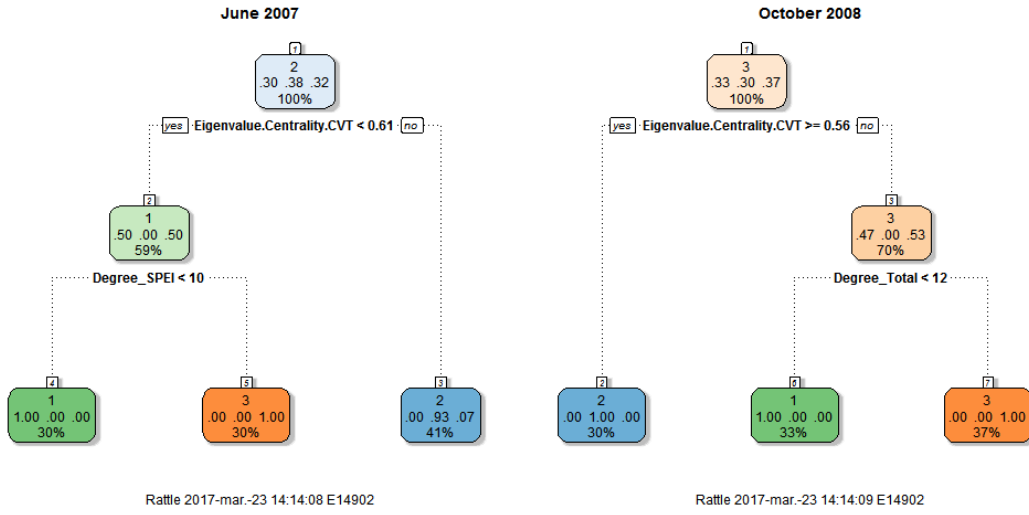 June 2007
1
2
.30 .38 .32
100%
yes Eigenvalue.Centrality.CVT < 0.61 no
2
1
.50 .00 .50
59%
Degree_SPEI < 10
4
1
1.00 .00 .00
30%
5
3
.00 .00 1.00
30%
3
2
.00 .93 .07
41%
Rattle 2017-mar.-23 14:14:08 E14902
October 2008
1
3
.33 .30 .37
100%
yes Eigenvalue.Centrality.CVT >= 0.56 no
3
3
.47 .00 .53
70%
Degree_Total < 12
2
2
.00 1.00 .00
30%
6
1
1.00 .00 .00
33%
7
3
.00 .00 1.00
37%
Rattle 2017-mar.-23 14:14:09 E14902